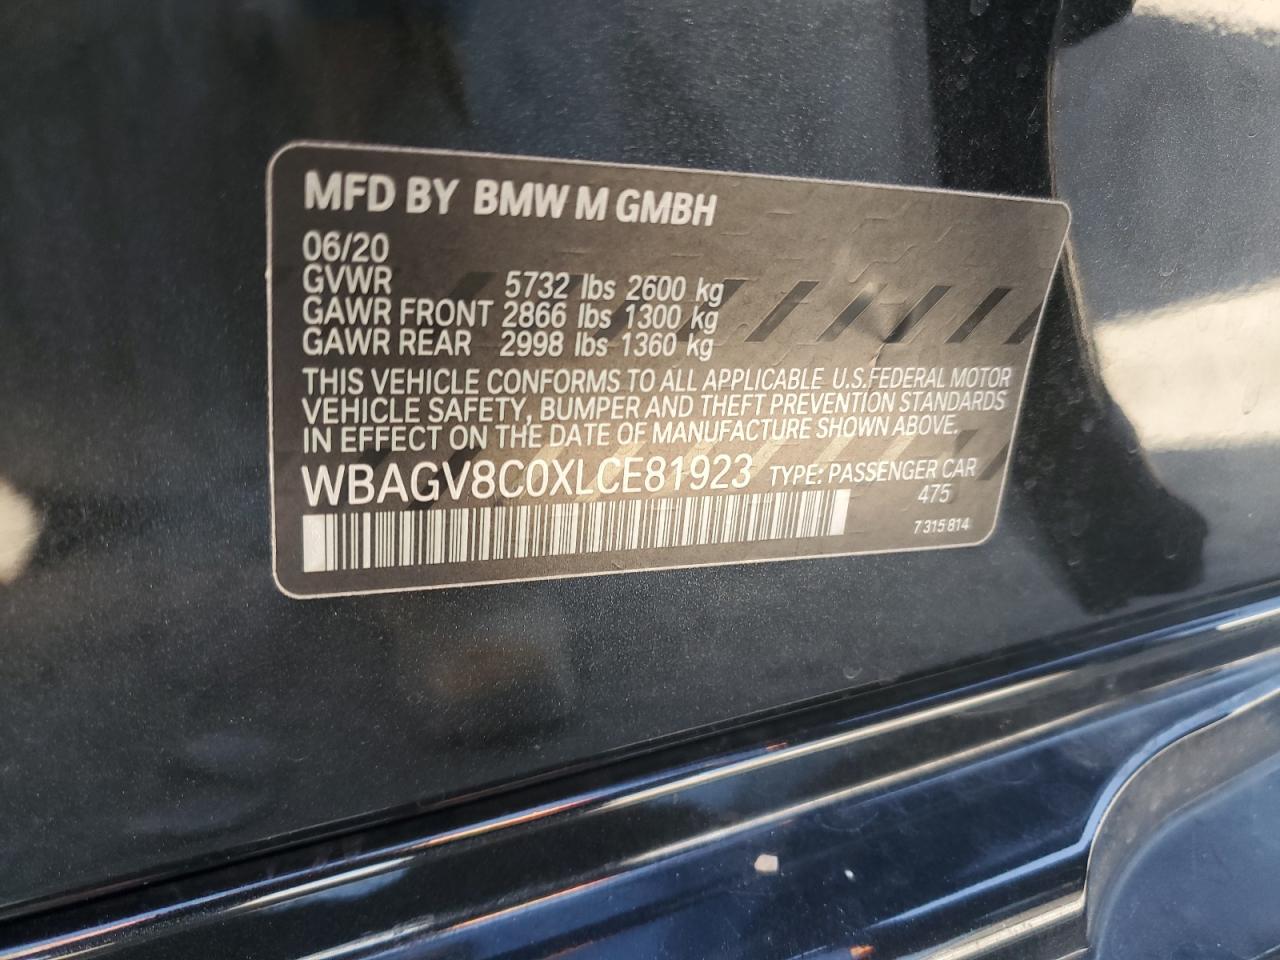 MFD BY BMW M GMBH
06/20
GVWR 5732 lbs 2600 kg
GAWR FRONT 2866 lbs 1300 kg
GAWR REAR 2998 lbs 1360 kg
THIS VEHICLE CONFORMS TO ALL APPLICABLE U.S.FEDERAL MOTOR
VEHICLE SAFETY, BUMPER AND THEFT PREVENTION STANDARDS
IN EFFECT ON THE DATE OF MANUFACTURE SHOWN ABOVE.
WBAGV8C0XLCE81923 TYPE: PASSENGER CAR
475
7 315 814